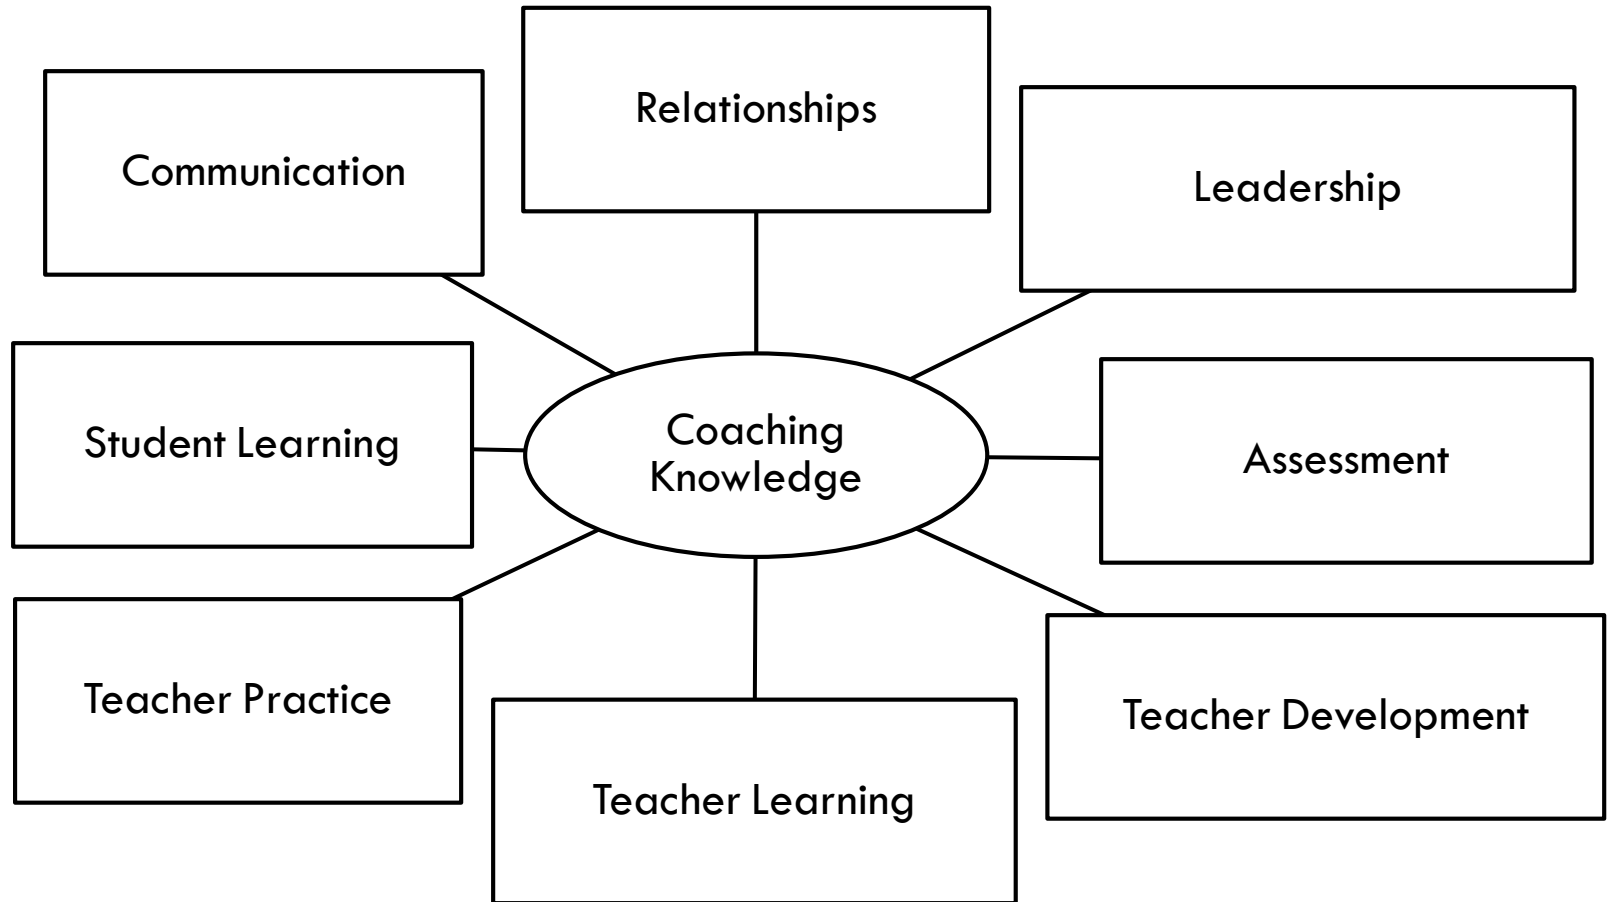 Relationships
Communication
Leadership
Student Learning
Coaching
Knowledge
Assessment
Teacher Practice
Teacher Development
Teacher Learning